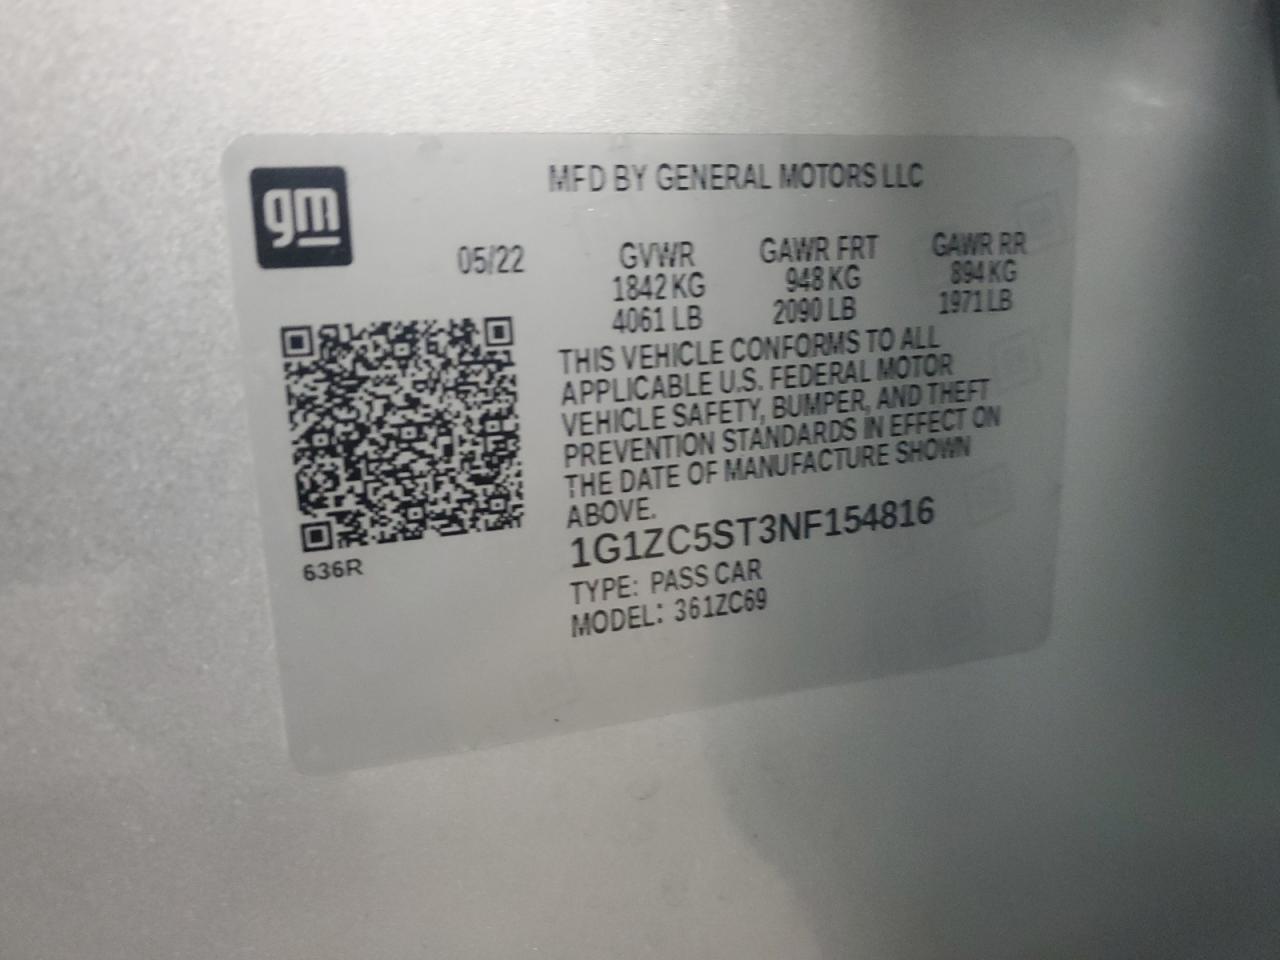 gm
MFD BY GENERAL MOTORS LLC
05/22
GVWR
1842 KG
4061 LB
GAWR FRT
948 KG
2090 LB
GAWR RR
894 KG
1971 LB
THIS VEHICLE CONFORMS TO ALL
APPLICABLE U.S. FEDERAL MOTOR
VEHICLE SAFETY, BUMPER, AND THEFT
PREVENTION STANDARDS IN EFFECT ON
THE DATE OF MANUFACTURE SHOWN
ABOVE.
1G1ZC5ST3NF154816
TYPE: PASS CAR
MODEL: 361ZC69
636R